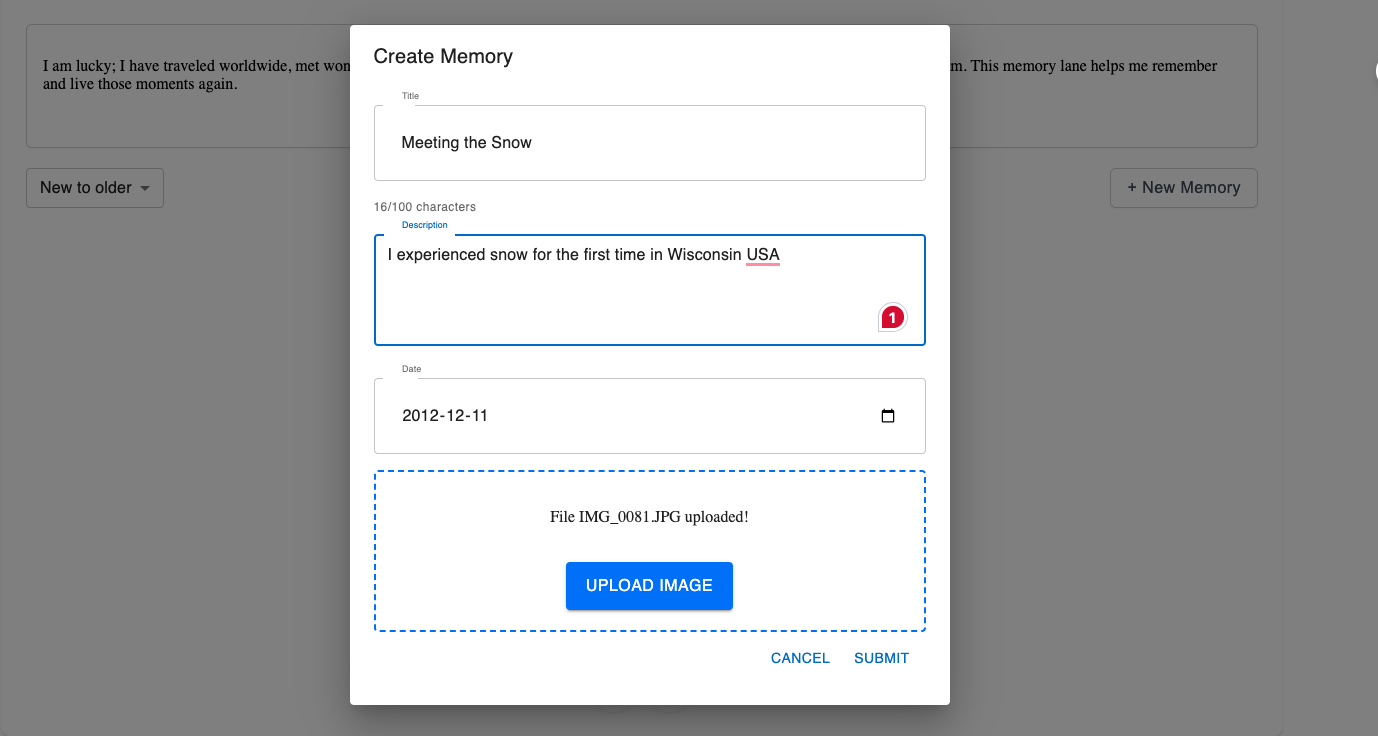 Create Memory
I am lucky; I have traveled worldwide, met won
m. This memory lane helps me remember
and live those moments again.
Title
Meeting the Snow
New to older
+ New Memory
16/100 characters
Description
I experienced snow for the first time in Wisconsin USA
1
Date
2012-12-11
File IMG_0081.JPG uploaded!
UPLOAD IMAGE
CANCEL SUBMIT